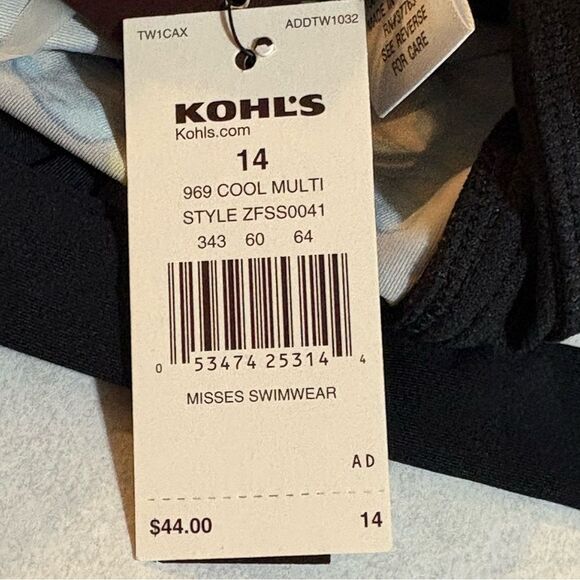 TW1CAX ADDTW1032
KOHL'S
Kohls.com
14
969 COOL MULTI
STYLE ZFSS0041
343 60 64
0 53474 25314 4
MISSES SWIMWEAR
AD
$44.00 14
SEE REVERSE
FOR CARE